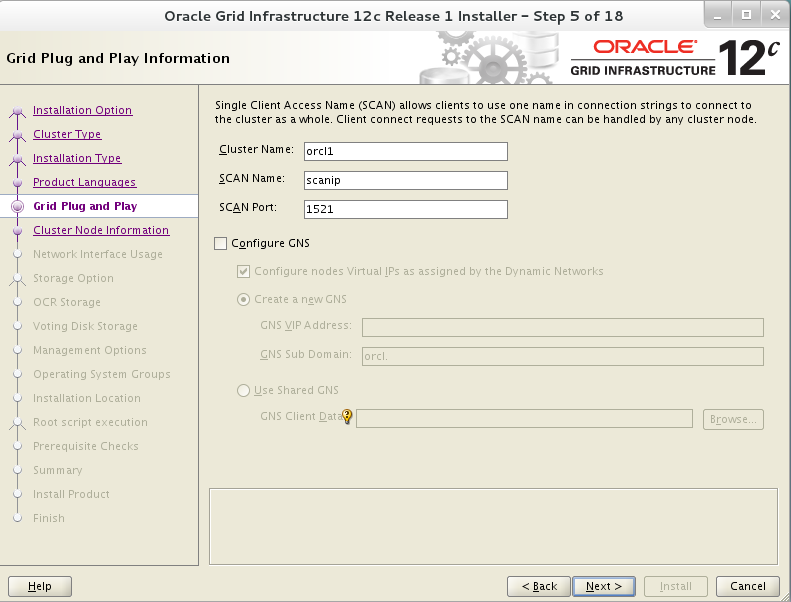 Oracle Grid Infrastructure 12c Release 1 Installer – Step 5 of 18
Grid Plug and Play Information
ORACLE
GRID INFRASTRUCTURE 12c
Installation Option
Cluster Type
Installation Type
Product Languages
Grid Plug and Play
Cluster Node Information
Network Interface Usage
Storage Option
OCR Storage
Voting Disk Storage
Management Options
Operating System Groups
Installation Location
Root script execution
Prerequisite Checks
Summary
Install Product
Finish
Single Client Access Name (SCAN) allows clients to use one name in connection strings to connect to
the cluster as a whole. Client connect requests to the SCAN name can be handled by any cluster node.
Cluster Name: orcl1
SCAN Name: scanip
SCAN Port: 1521
Configure GNS
Configure nodes Virtual IPs as assigned by the Dynamic Networks
Create a new GNS
GNS VIP Address:
GNS Sub Domain: orcl.
Use Shared GNS
GNS Client Data
Browse...
Help
< Back
Next >
Install
Cancel